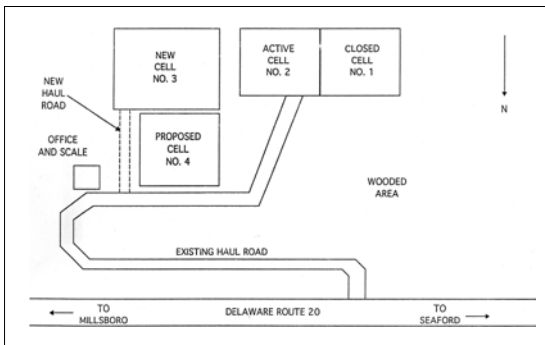 NEW
CELL
NO. 3
ACTIVE
CELL
NO. 2
CLOSED
CELL
NO. 1
NEW
HAUL
ROAD
N
OFFICE
AND SCALE
PROPOSED
CELL
NO. 4
WOODED
AREA
EXISTING HAUL ROAD
TO
MILLSBORO
DELAWARE ROUTE 20
TO
SEAFORD